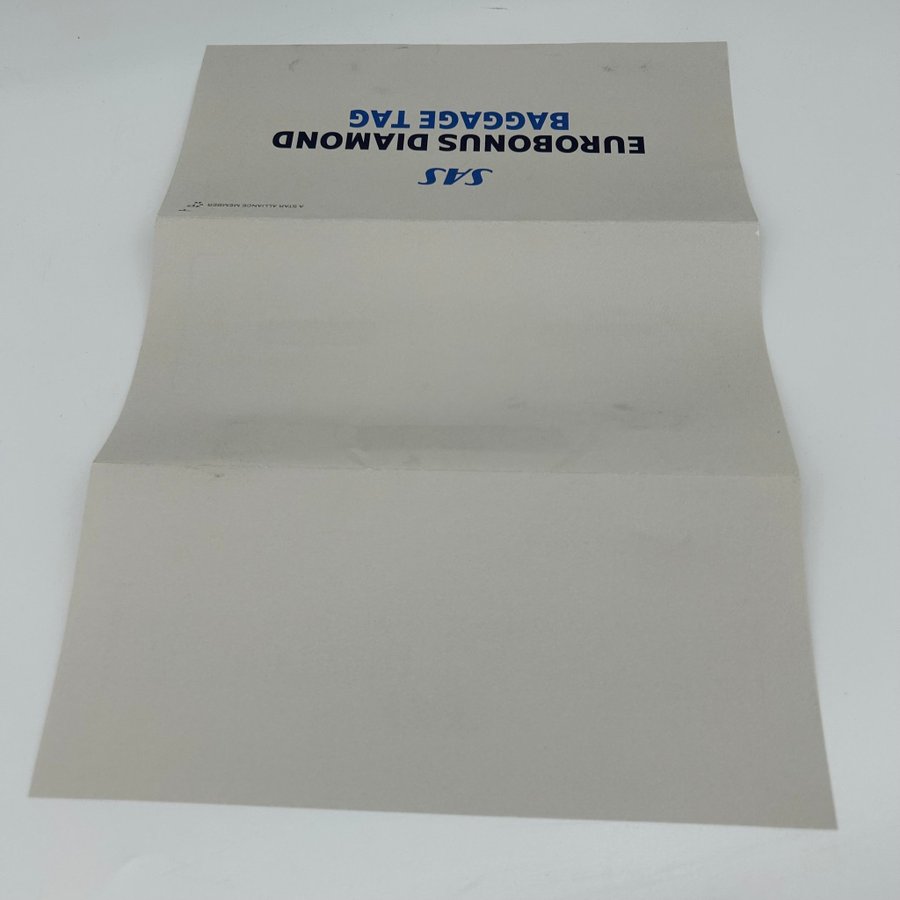 A STAR ALLIANCE MEMBER
SAS
EUROBONUS DIAMOND
BAGGAGE TAG